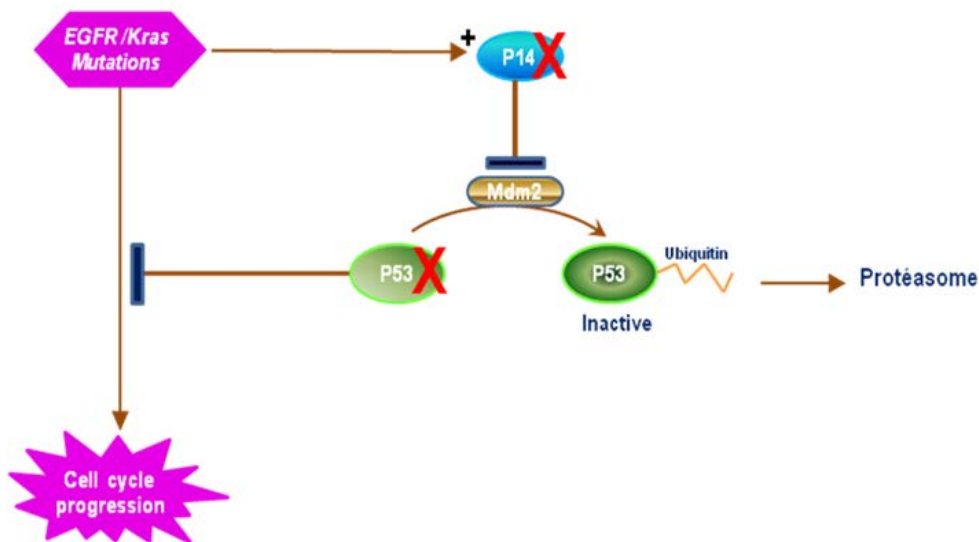 EGFR /Kras
Mutations
+
P14
X
Mdm2
P53
X
P53
Ubiquitin
Inactive
Protéasome
Cell cycle
progression